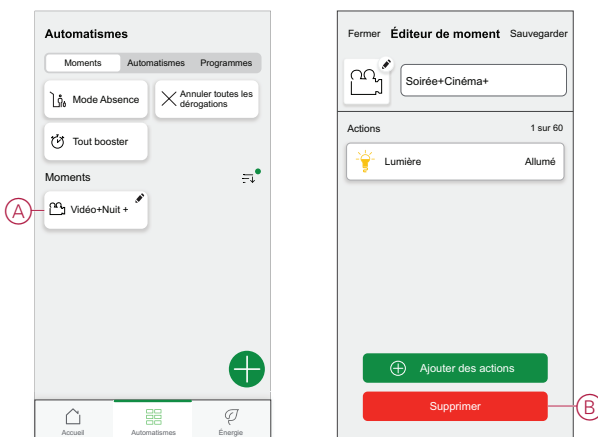 Automatismes
Moments Automatismes Programmes
Mode Absence
Annuler toutes les
dérogations
Tout booster
Moments
A
Vidéo+Nuit +
Accueil Automatismes Énergie
Fermer Éditeur de moment Sauvegarder
Soirée+Cinéma+
Actions 1 sur 60
Lumière Allumé
Ajouter des actions
Supprimer
B